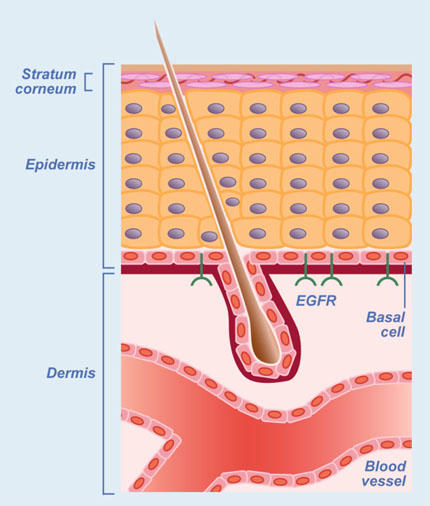 Stratum
corneum
Epidermis
EGFR
Basal
cell
Dermis
Blood
vessel